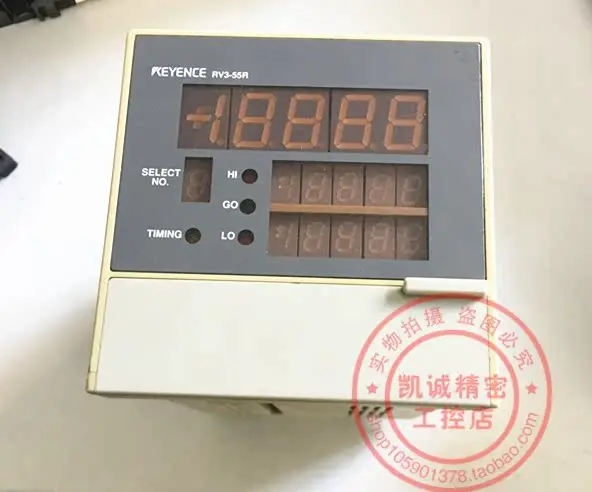 KEYENCE RV3-55R
SELECT NO.
HI
GO
TIMING
LO
实物拍摄 盗图必究
凯诚精密
工控店
shop105901378.taobao.com